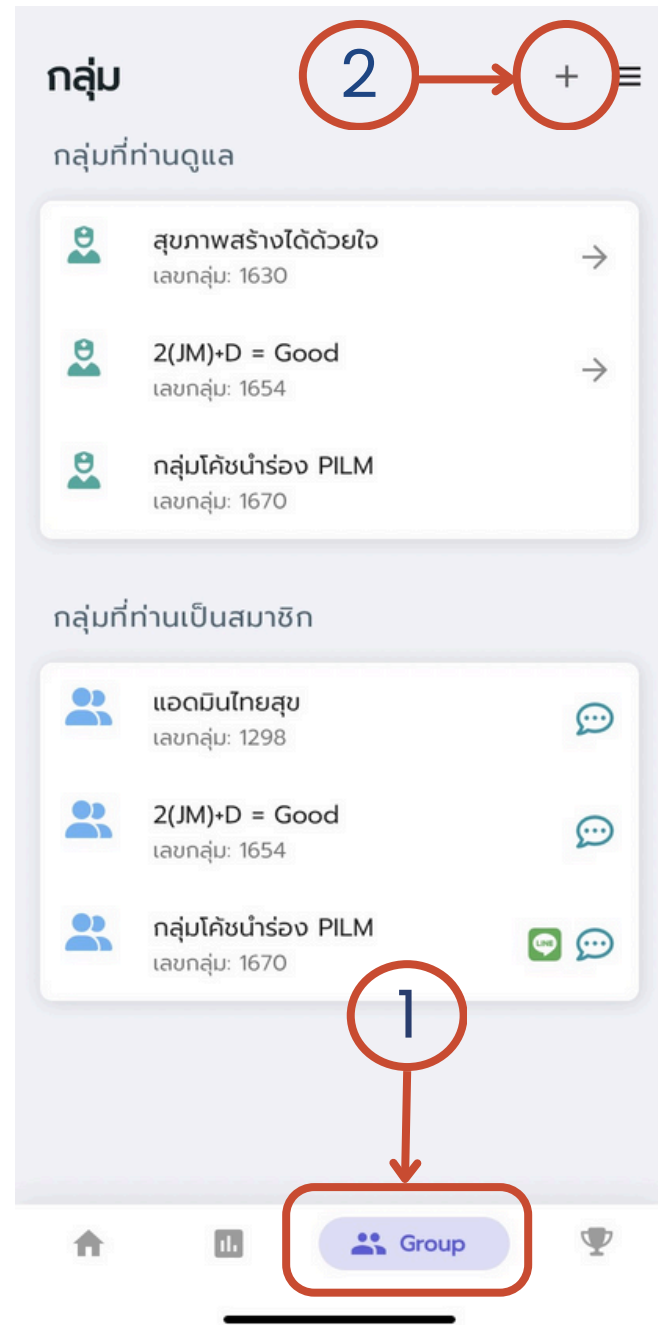 กลุ่ม
2
+
กลุ่มที่ท่านดูแล
สุขภาพสร้างได้ด้วยใจ
เลขกลุ่ม: 1630
2(JM)+D = Good
เลขกลุ่ม: 1654
กลุ่มโค้ชนำร่อง PILM
เลขกลุ่ม: 1670
กลุ่มที่ท่านเป็นสมาชิก
แอดมินไทยสุข
เลขกลุ่ม: 1298
2(JM)+D = Good
เลขกลุ่ม: 1654
กลุ่มโค้ชนำร่อง PILM
LINE
เลขกลุ่ม: 1670
1
Group